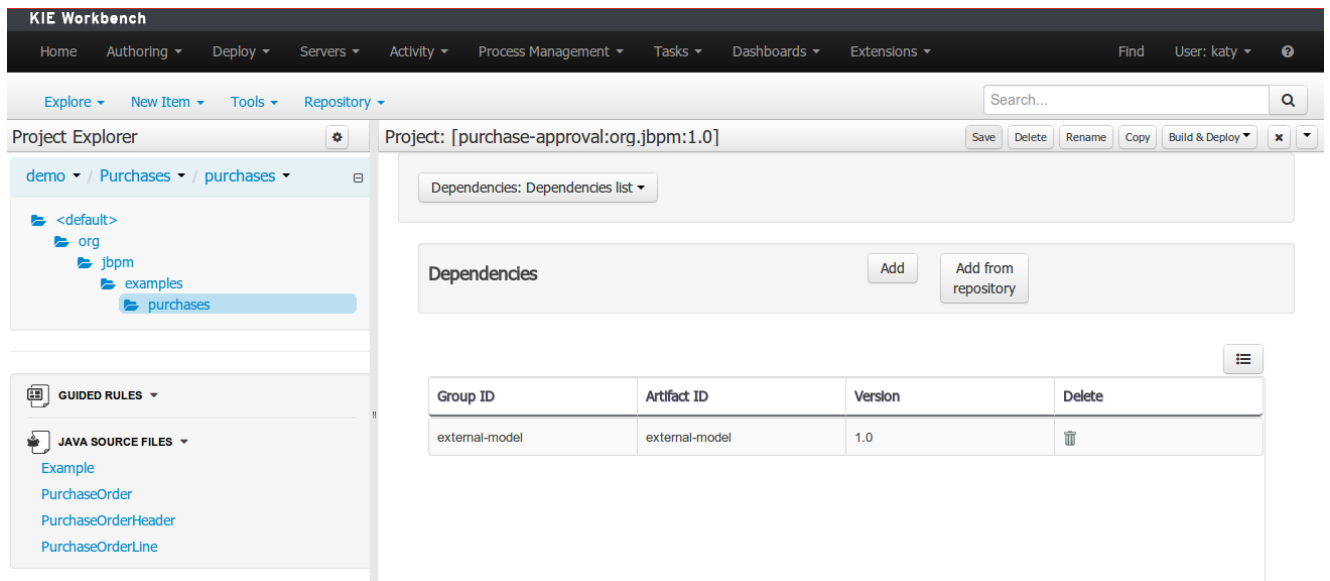 KIE Workbench
Home Authoring Deploy Servers Activity Process Management Tasks Dashboards Extensions Find User: katy
Explore New Item Tools Repository Search...
Project Explorer
demo / Purchases / purchases
<default>
org
jbpm
examples
purchases
GUIDED RULES
JAVA SOURCE FILES
Example
PurchaseOrder
PurchaseOrderHeader
PurchaseOrderLine
Project: [purchase-approval:org.jbpm:1.0] Save Delete Rename Copy Build & Deploy
Dependencies: Dependencies list
Dependencies Add Add from
repository
Group ID Artifact ID Version Delete
external-model external-model 1.0